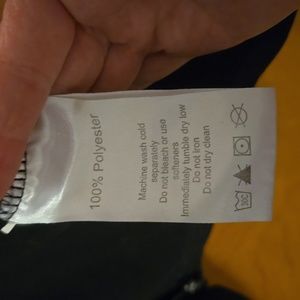 100% Polyester
Machine wash cold
separately
Do not bleach or use
softeners
Immediately tumble dry low
Do not iron
Do not dry clean